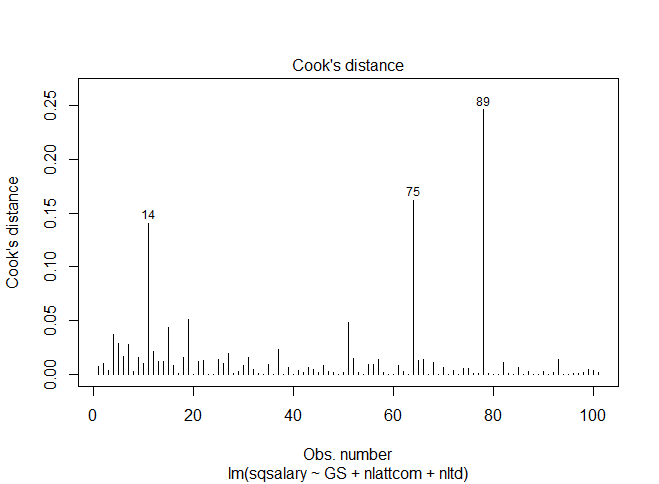 Cook's distance
Cook's distance
0.25
0.20
0.15
0.10
0.05
0.00
89
75
14
0 20 40 60 80 100
Obs. number
lm(sqsalary ~ GS + nlattcom + nltd)